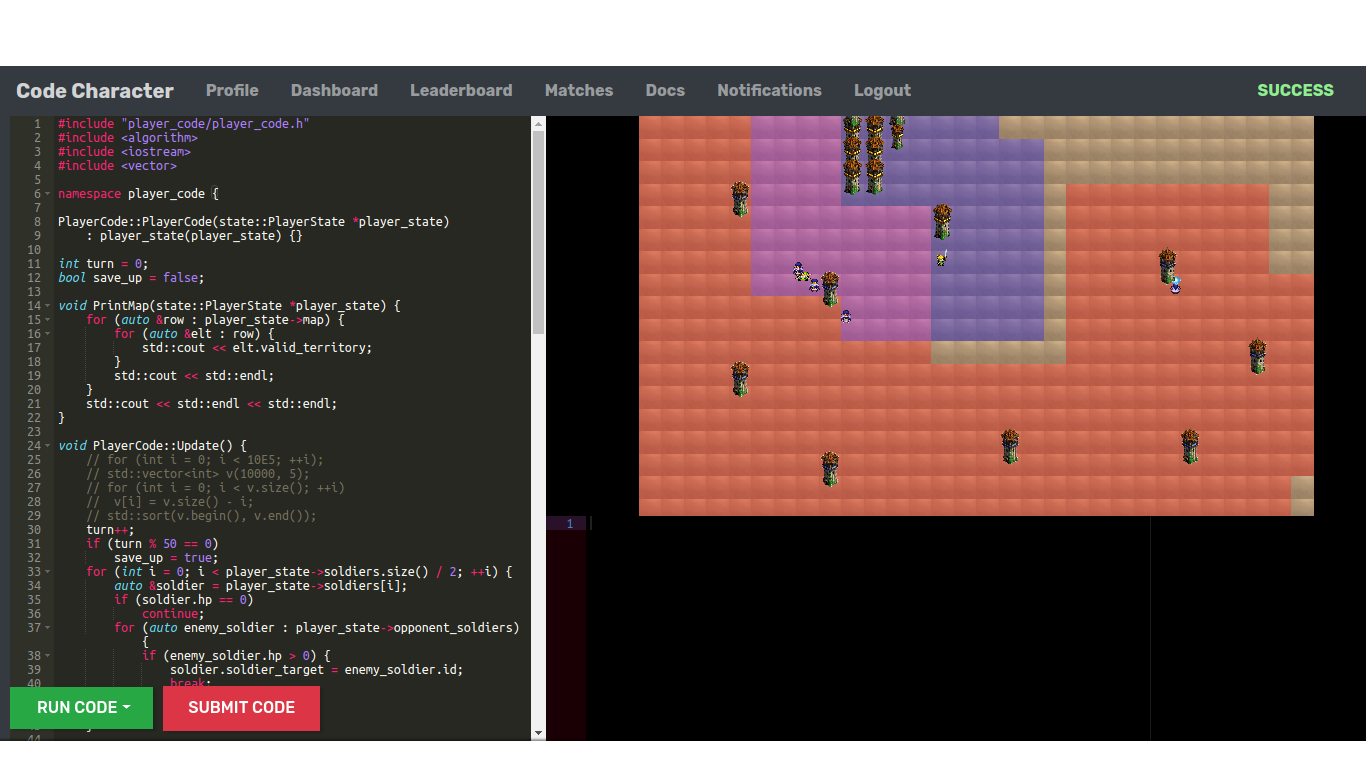 Code Character Profile Dashboard Leaderboard Matches Docs Notifications Logout SUCCESS
1 #include "player_code/player_code.h"
2 #include <algorithm>
3 #include <iostream>
4 #include <vector>
5
6 namespace player_code {
7
8 PlayerCode::PlayerCode(state::PlayerState *player_state)
9     : player_state(player_state) {}
10
11 int turn = 0;
12 bool save_up = false;
13
14 void PrintMap(state::PlayerState *player_state) {
15     for (auto &row : player_state->map) {
16         for (auto &elt : row) {
17             std::cout << elt.valid_territory;
18         }
19         std::cout << std::endl;
20     }
21     std::cout << std::endl << std::endl;
22 }
23
24 void PlayerCode::Update() {
25     // for (int i = 0; i < 10E5; ++i);
26     // std::vector<int> v(10000, 5);
27     // for (int i = 0; i < v.size(); ++i)
28     //  v[i] = v.size() - i;
29     // std::sort(v.begin(), v.end());
30     turn++;
31     if (turn % 50 == 0)
32         save_up = true;
33     for (int i = 0; i < player_state->soldiers.size() / 2; ++i) {
34         auto &soldier = player_state->soldiers[i];
35         if (soldier.hp == 0)
36             continue;
37         for (auto enemy_soldier : player_state->opponent_soldiers)
            {
38             if (enemy_soldier.hp > 0) {
39                 soldier.soldier_target = enemy_soldier.id;
40                 break;
RUN CODE SUBMIT CODE
44
1